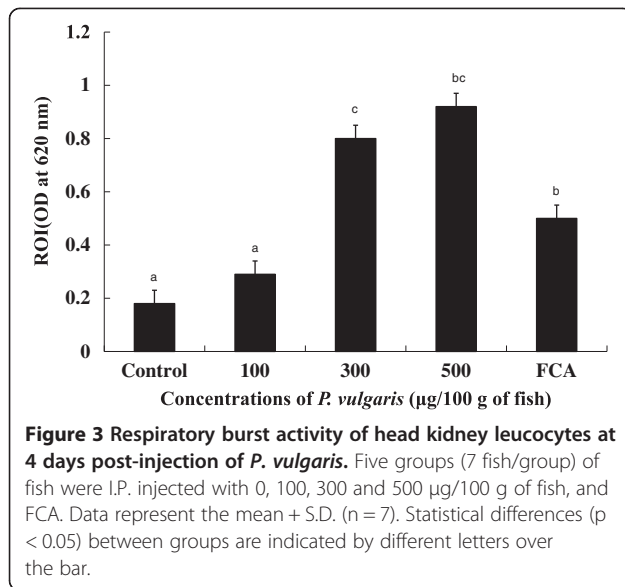 1.2
1
0.8
0.6
0.4
0.2
0
ROI(OD at 620 nm)
a
a
c
bc
b
Control 100 300 500 FCA
Concentrations of P. vulgaris (µg/100 g of fish)
Figure 3 Respiratory burst activity of head kidney leucocytes at
4 days post-injection of P. vulgaris. Five groups (7 fish/group) of
fish were I.P. injected with 0, 100, 300 and 500 µg/100 g of fish, and
FCA. Data represent the mean + S.D. (n = 7). Statistical differences (p
< 0.05) between groups are indicated by different letters over
the bar.